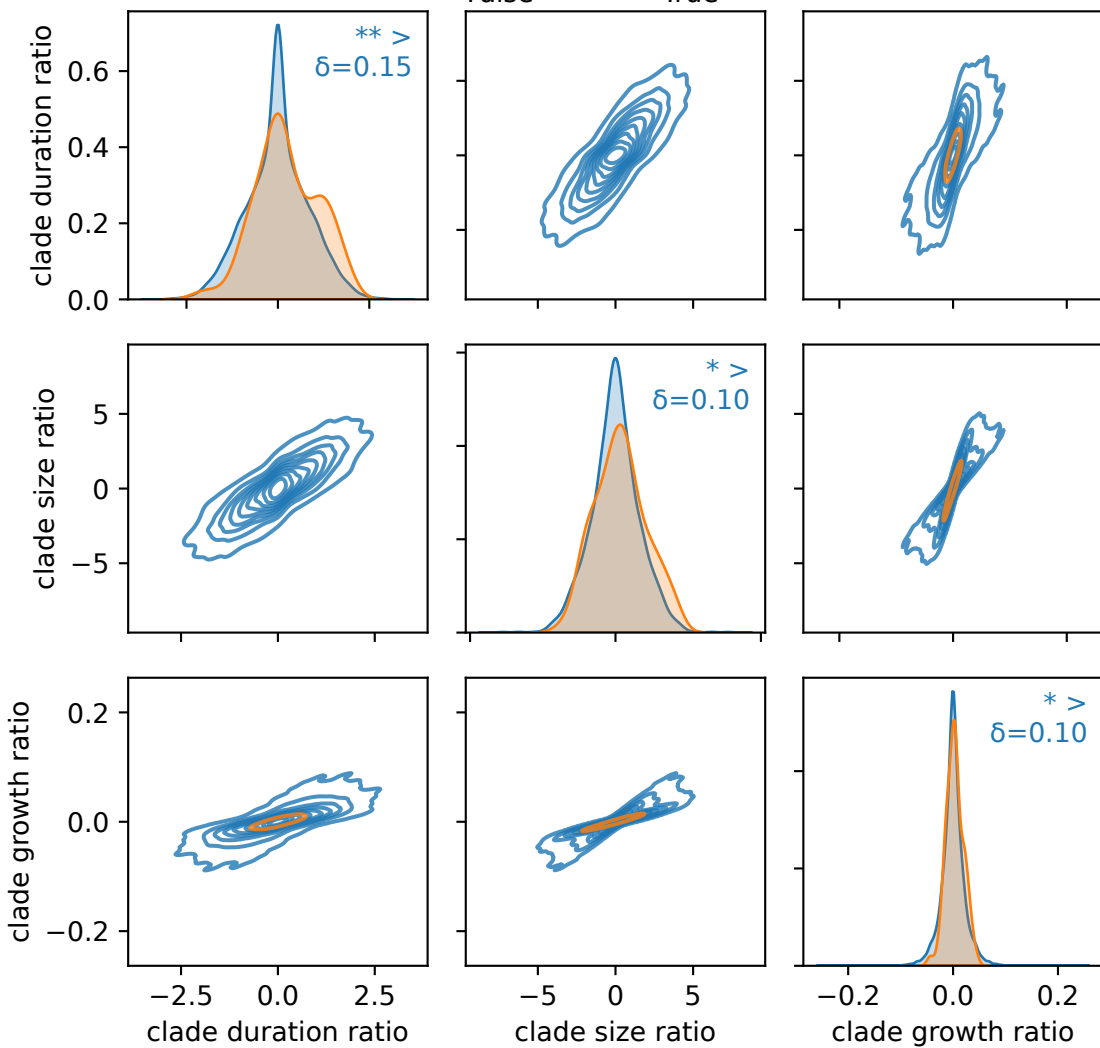 clade duration ratio
0.6
0.4
0.2
0.0
** >
δ=0.15
clade size ratio
5
0
−5
* >
δ=0.10
clade growth ratio
0.2
0.0
−0.2
* >
δ=0.10
−2.5 0.0 2.5
−5 0 5
−0.2 0.0 0.2
clade duration ratio
clade size ratio
clade growth ratio